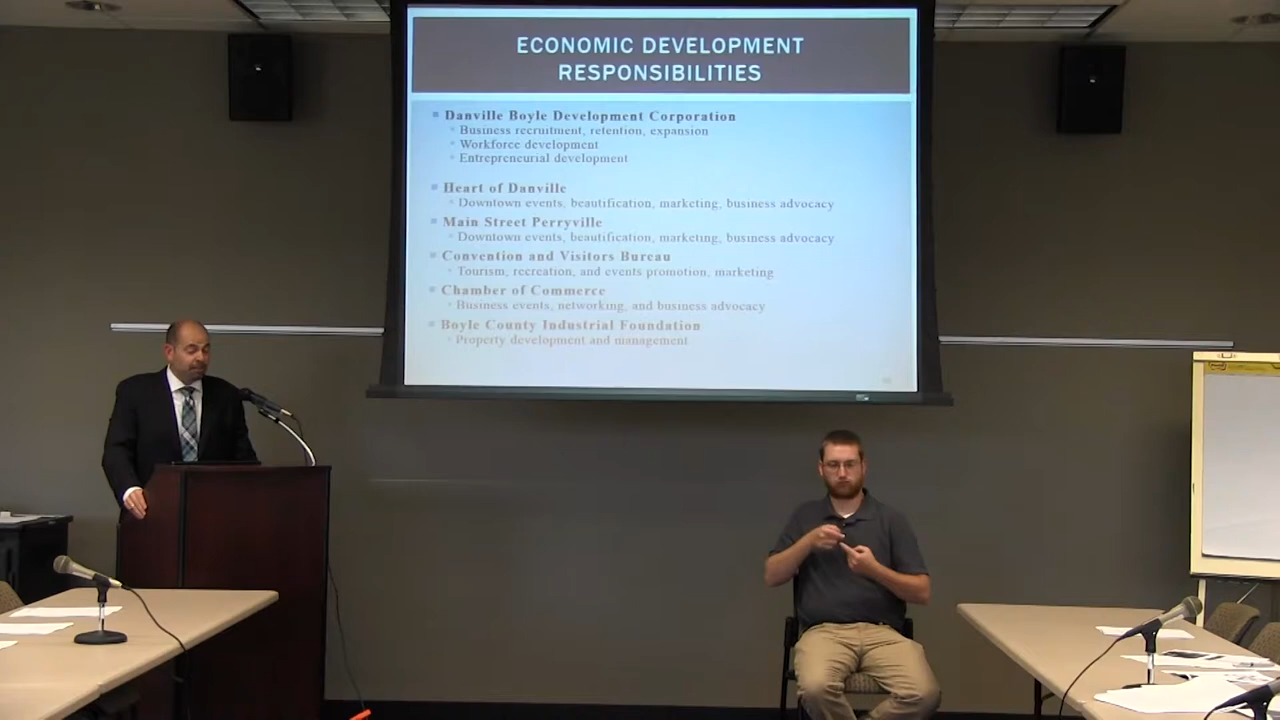 ECONOMIC DEVELOPMENT
RESPONSIBILITIES
Danville Boyle Development Corporation
Business recruitment, retention, expansion
Workforce development
Entrepreneurial development
Heart of Danville
Downtown events, beautification, marketing, business advocacy
Main Street Perryville
Downtown events, beautification, marketing, business advocacy
Convention and Visitors Bureau
Tourism, recreation, and events promotion, marketing
Chamber of Commerce
Business events, networking, and business advocacy
Boyle County Industrial Foundation
Property development and management